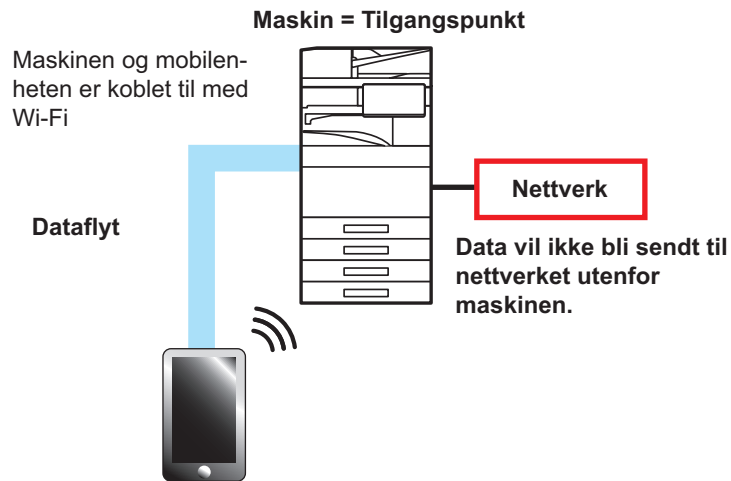 Maskin = Tilgangspunkt
Maskinen og mobilen-
heten er koblet til med
Wi-Fi
Nettverk
Dataflyt
Data vil ikke bli sendt til
nettverket utenfor
maskinen.